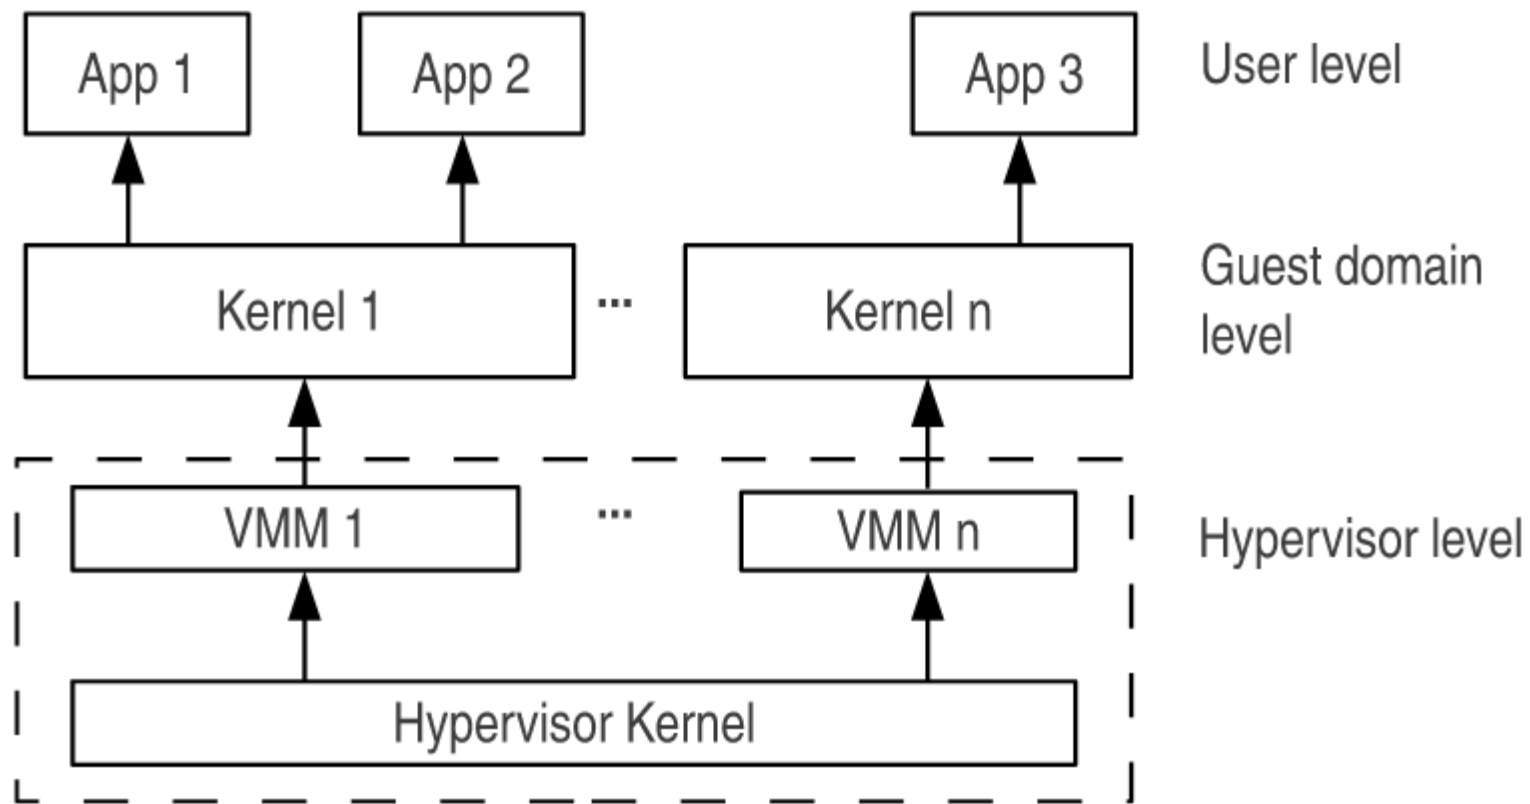 App 1
App 2
App 3
User level
Kernel 1
...
Kernel n
Guest domain
level
VMM 1
...
VMM n
Hypervisor level
Hypervisor Kernel